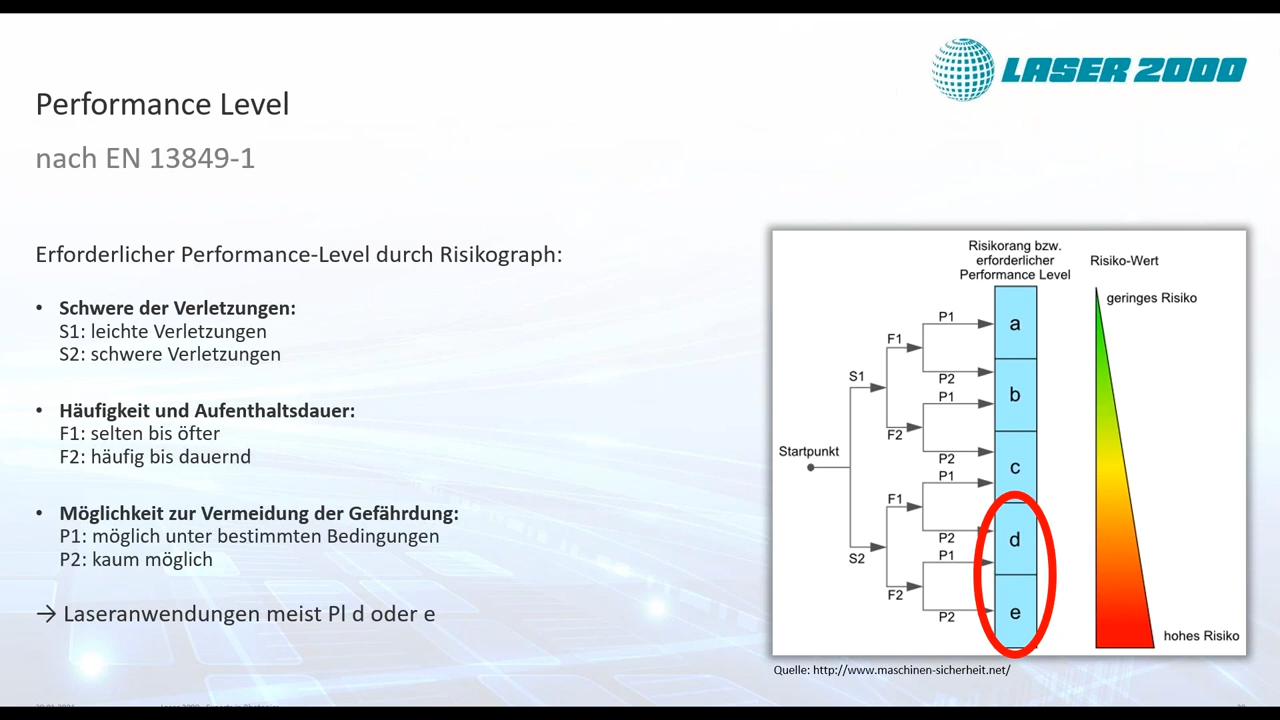 LASER 2000
Performance Level
nach EN 13849-1
Erforderlicher Performance-Level durch Risikograph:
• Schwere der Verletzungen:
S1: leichte Verletzungen
S2: schwere Verletzungen
• Häufigkeit und Aufenthaltsdauer:
F1: selten bis öfter
F2: häufig bis dauernd
• Möglichkeit zur Vermeidung der Gefährdung:
P1: möglich unter bestimmten Bedingungen
P2: kaum möglich
→ Laseranwendungen meist Pl d oder e
Risikorang bzw.
erforderlicher
Performance Level
Risiko-Wert
geringes Risiko
P1
a
F1
P2
S1
P1
b
F2
P2
Startpunkt
c
P1
F1
P2
d
S2
P1
F2
P2
e
hohes Risiko
Quelle: http://www.maschinen-sicherheit.net/